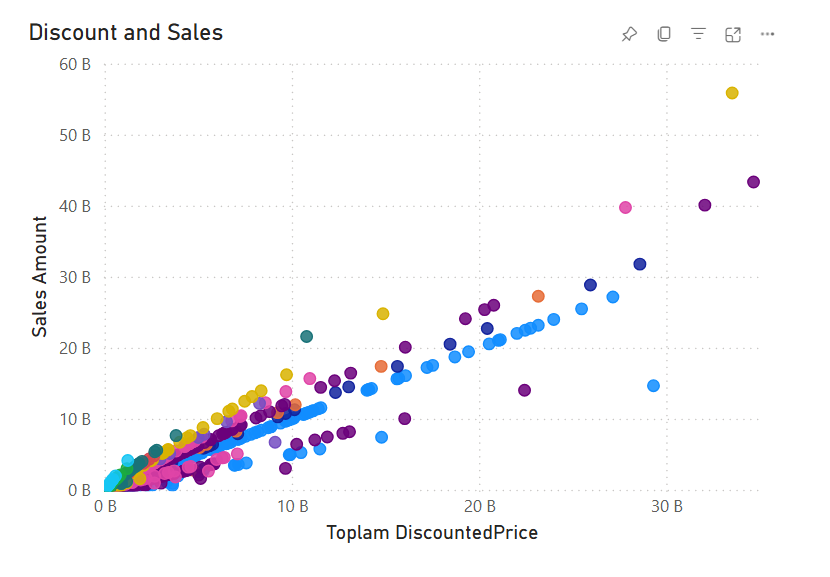 Discount and Sales
60 B
50 B
40 B
30 B
20 B
10 B
0 B
Sales Amount
0 B
10 B
20 B
30 B
Toplam DiscountedPrice